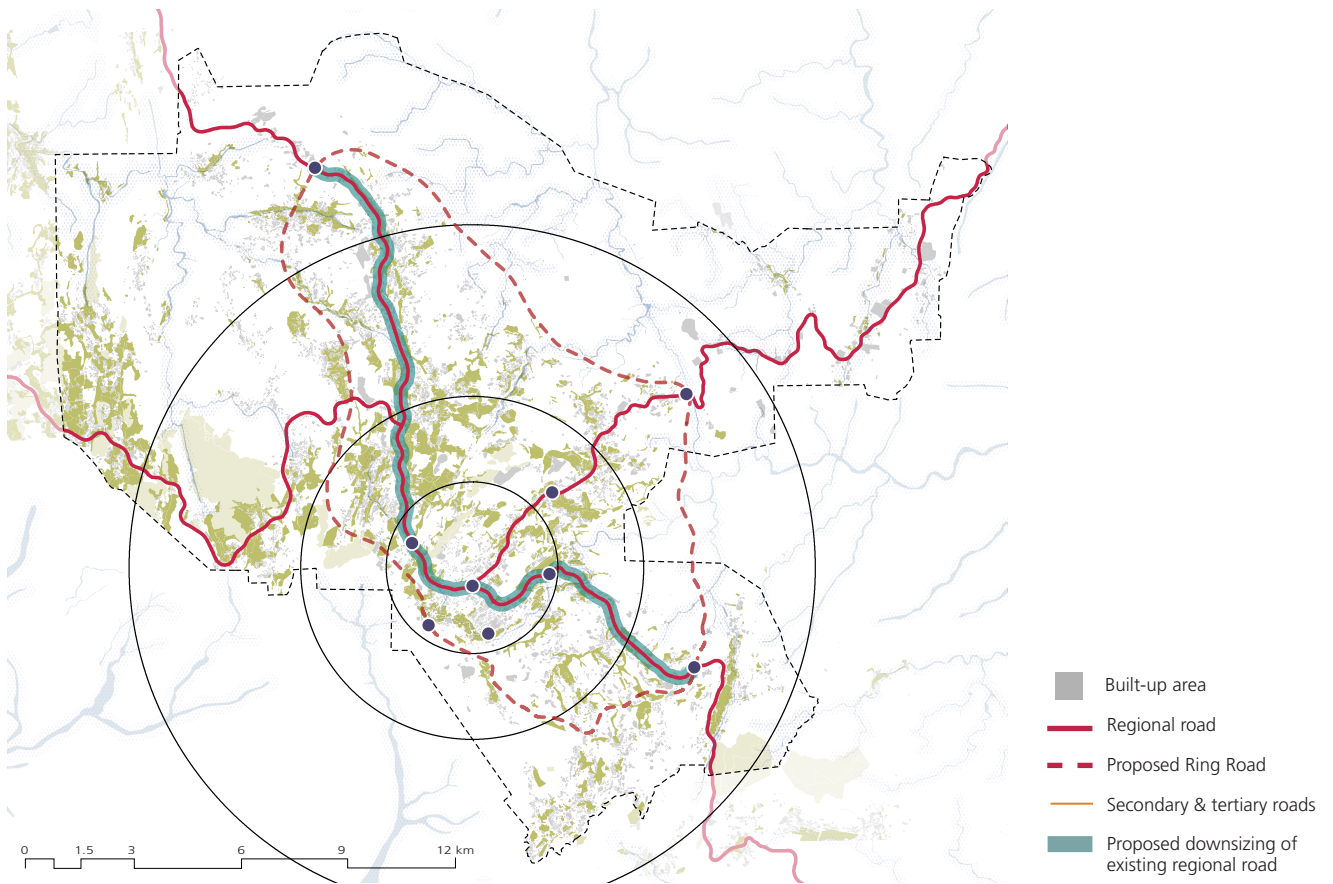 Built-up area
Regional road
Proposed Ring Road
Secondary & tertiary roads
Proposed downsizing of
existing regional road
0 1.5 3 6 9 12 km